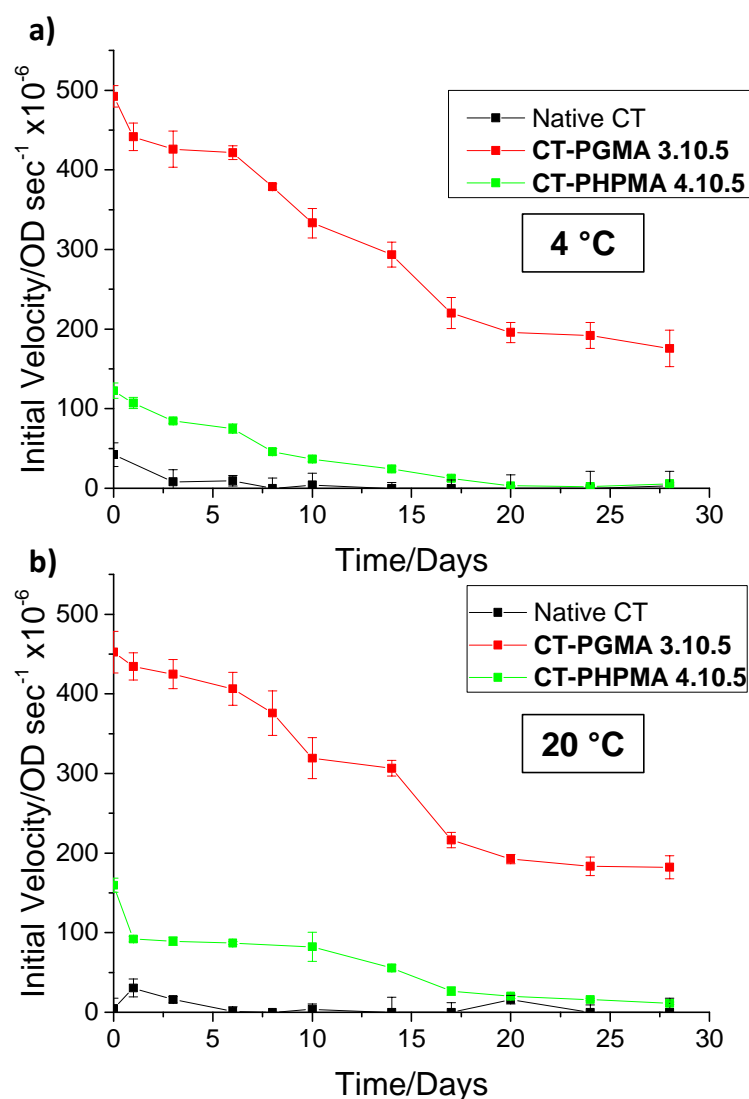 a)
Initial Velocity/OD sec⁻¹ x10⁻⁶
500
400
300
200
100
0
Native CT
CT-PGMA 3.10.5
CT-PHPMA 4.10.5
4 °C
0 5 10 15 20 25 30
Time/Days
b)
Initial Velocity/OD sec⁻¹ x10⁻⁶
500
400
300
200
100
0
Native CT
CT-PGMA 3.10.5
CT-PHPMA 4.10.5
20 °C
0 5 10 15 20 25 30
Time/Days